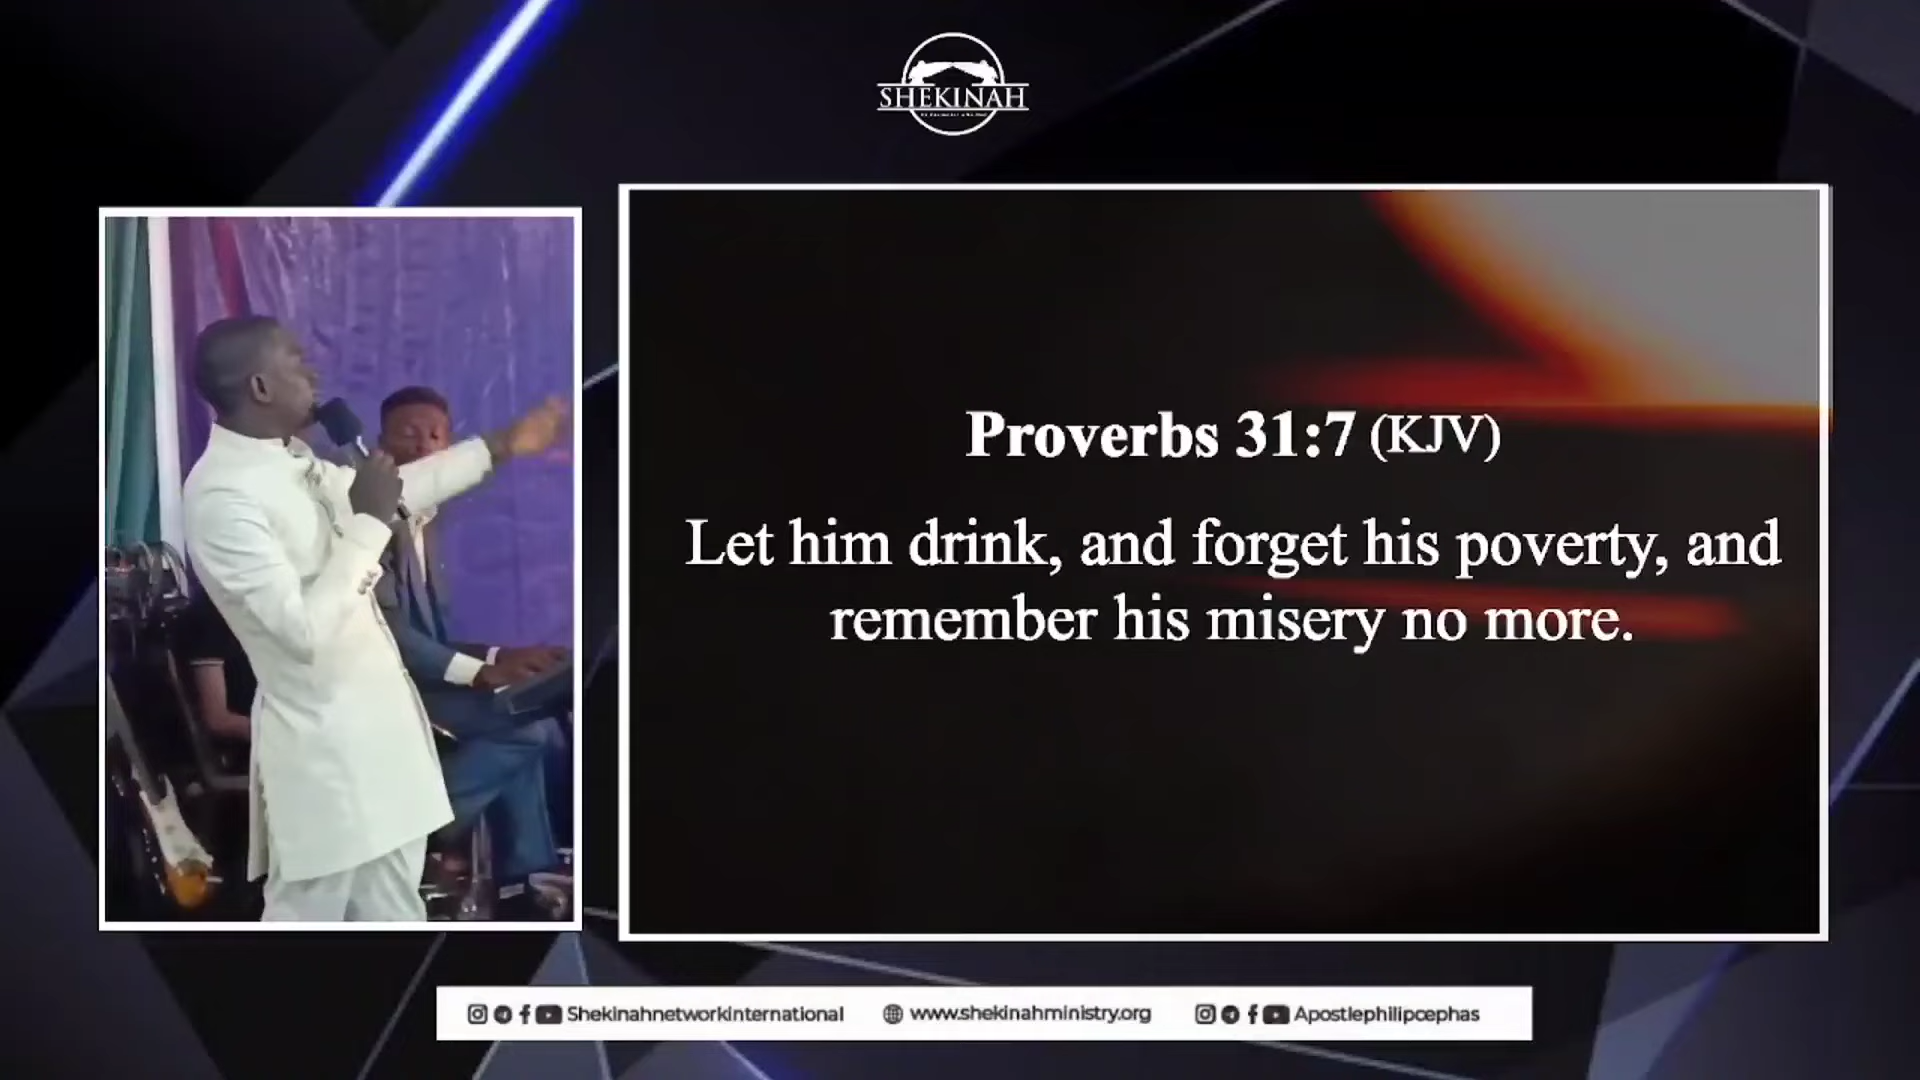 SHEKINAH
Proverbs 31:7 (KJV)
Let him drink, and forget his poverty, and
remember his misery no more.
Shekinahnetworkinternational www.shekinahministry.org Apostlephilipcephas